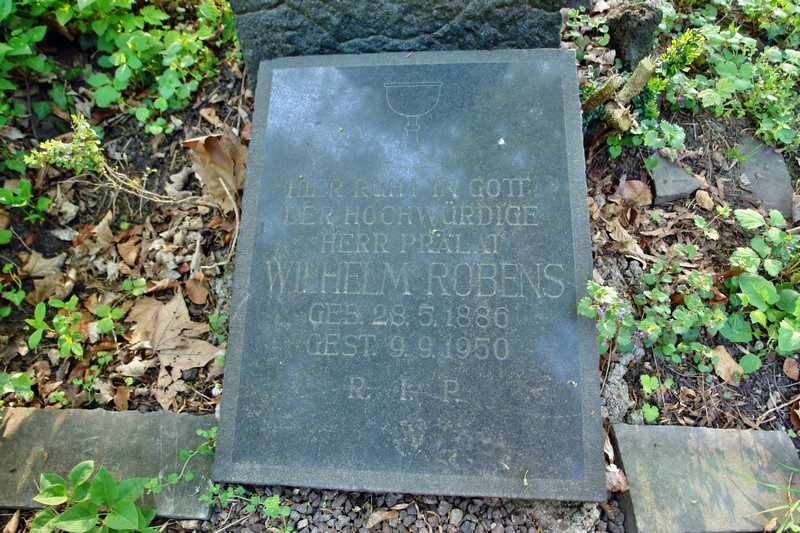 HIER RUHT IN GOTT
DER HOCHWÜRDIGE
HERR PRÄLAT
WILHELM ROBENS
GEB. 28. 5. 1886
GEST. 9. 9. 1950
R. I. P.